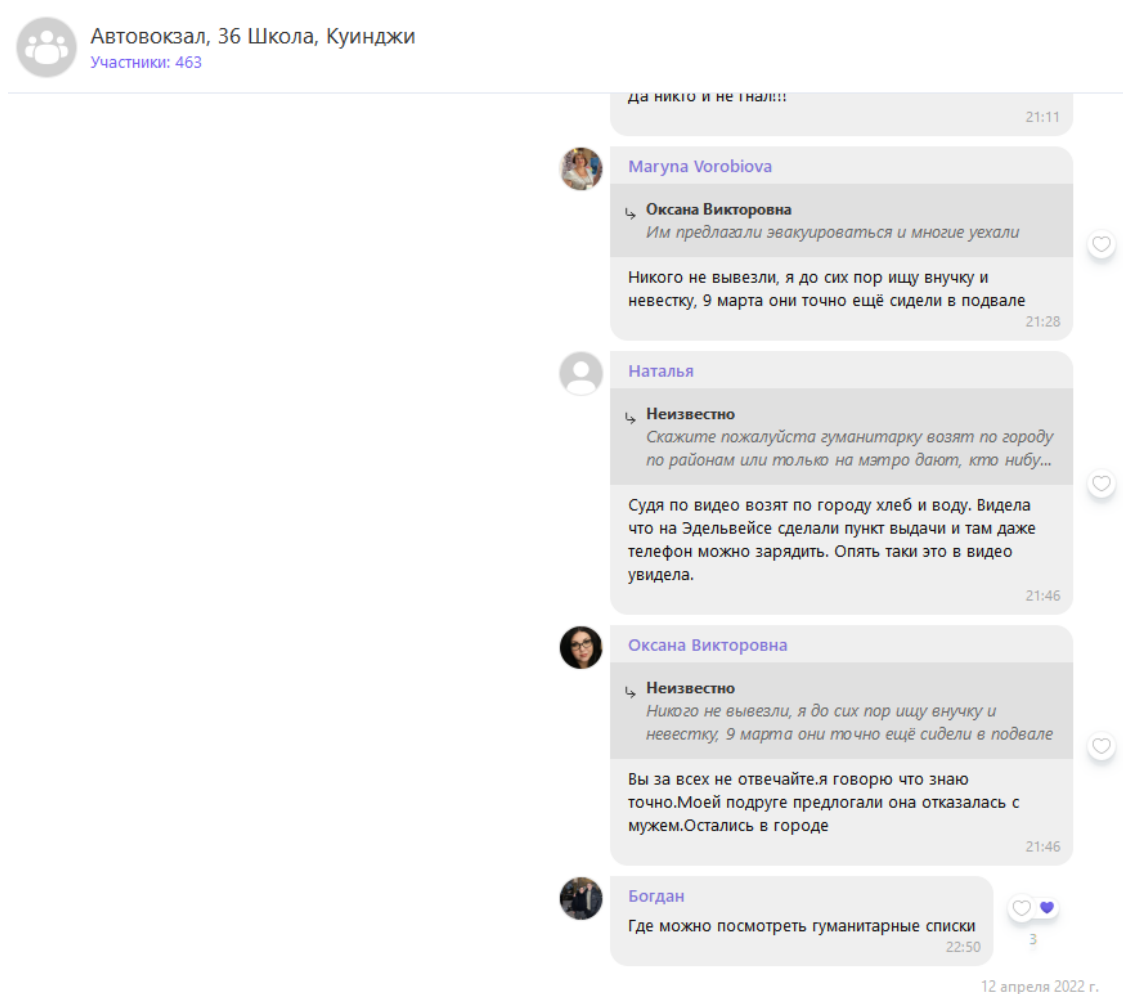 Автовокзал, 36 Школа, Куинджи
Участники: 463
Да никто и не гнал!!!
21:11
Maryna Vorobiova
Оксана Викторовна
Им предлагали эвакуироваться и многие уехали
Никого не вывезли, я до сих пор ищу внучку и
невестку, 9 марта они точно ещё сидели в подвале
21:28
Наталья
Неизвестно
Скажите пожалуйста гуманитарку возят по городу
по районам или только на мэтро дают, кто нибу...
Судя по видео возят по городу хлеб и воду. Видела
что на Эдельвейсе сделали пункт выдачи и там даже
телефон можно зарядить. Опять таки это в видео
увидела.
21:46
Оксана Викторовна
Неизвестно
Никого не вывезли, я до сих пор ищу внучку и
невестку, 9 марта они точно ещё сидели в подвале
Вы за всех не отвечайте.я говорю что знаю
точно.Моей подруге предлогали она отказалась с
мужем.Остались в городе
21:46
Богдан
Где можно посмотреть гуманитарные списки
22:50
3
12 апреля 2022 г.